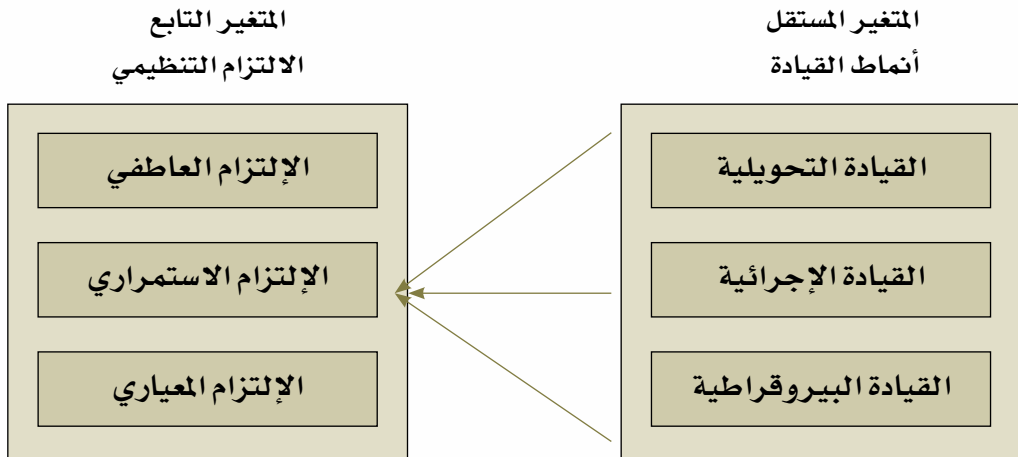 المتغير المستقل
أنماط القيادة
القيادة التحويلية
القيادة الإجرائية
القيادة البيروقراطية
المتغير التابع
الالتزام التنظيمي
الإلتزام العاطفي
الإلتزام الاستمراري
الإلتزام المعياري